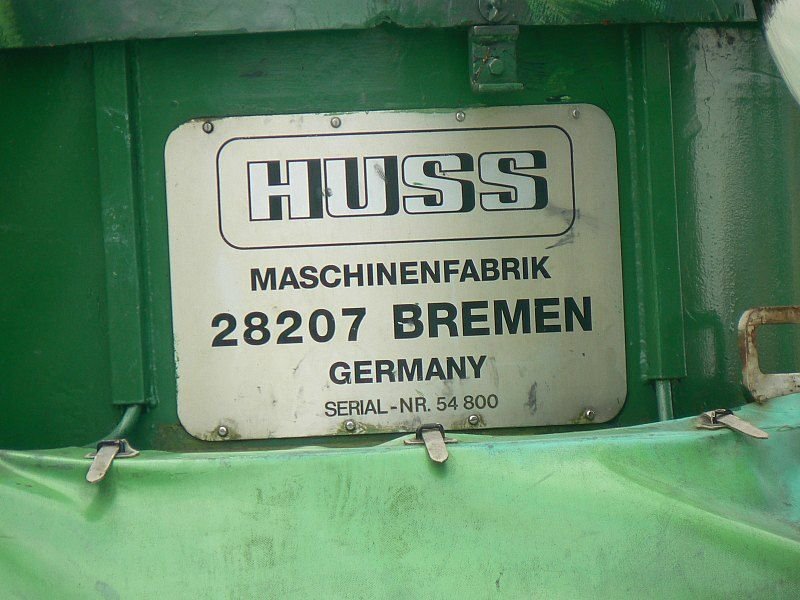 HUSS
MASCHINENFABRIK
28207 BREMEN
GERMANY
SERIAL-NR. 54 800